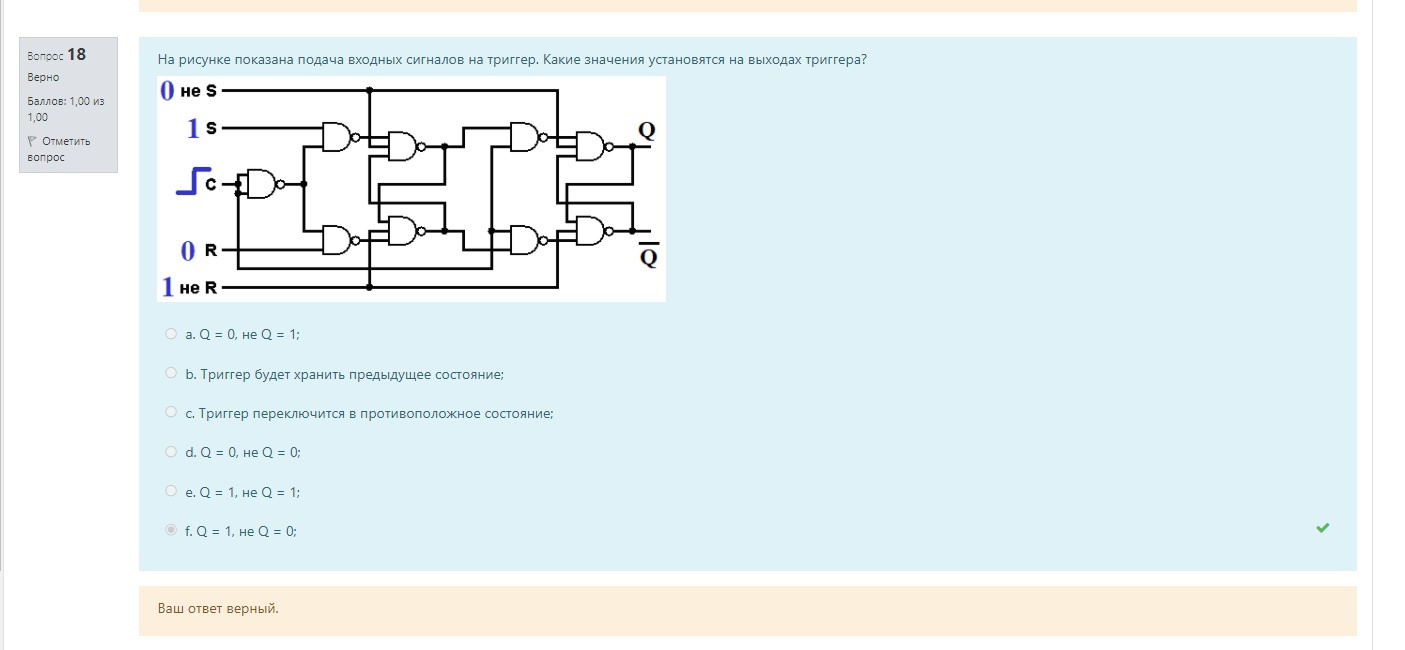 Вопрос 18
Верно
Баллов: 1,00 из
1,00
Отметить
вопрос
На рисунке показана подача входных сигналов на триггер. Какие значения установятся на выходах триггера?
0 не S
1 S
C
0 R
1 не R
Q
Q
a. Q = 0, не Q = 1;
b. Триггер будет хранить предыдущее состояние;
c. Триггер переключится в противоположное состояние;
d. Q = 0, не Q = 0;
e. Q = 1, не Q = 1;
f. Q = 1, не Q = 0;
Ваш ответ верный.